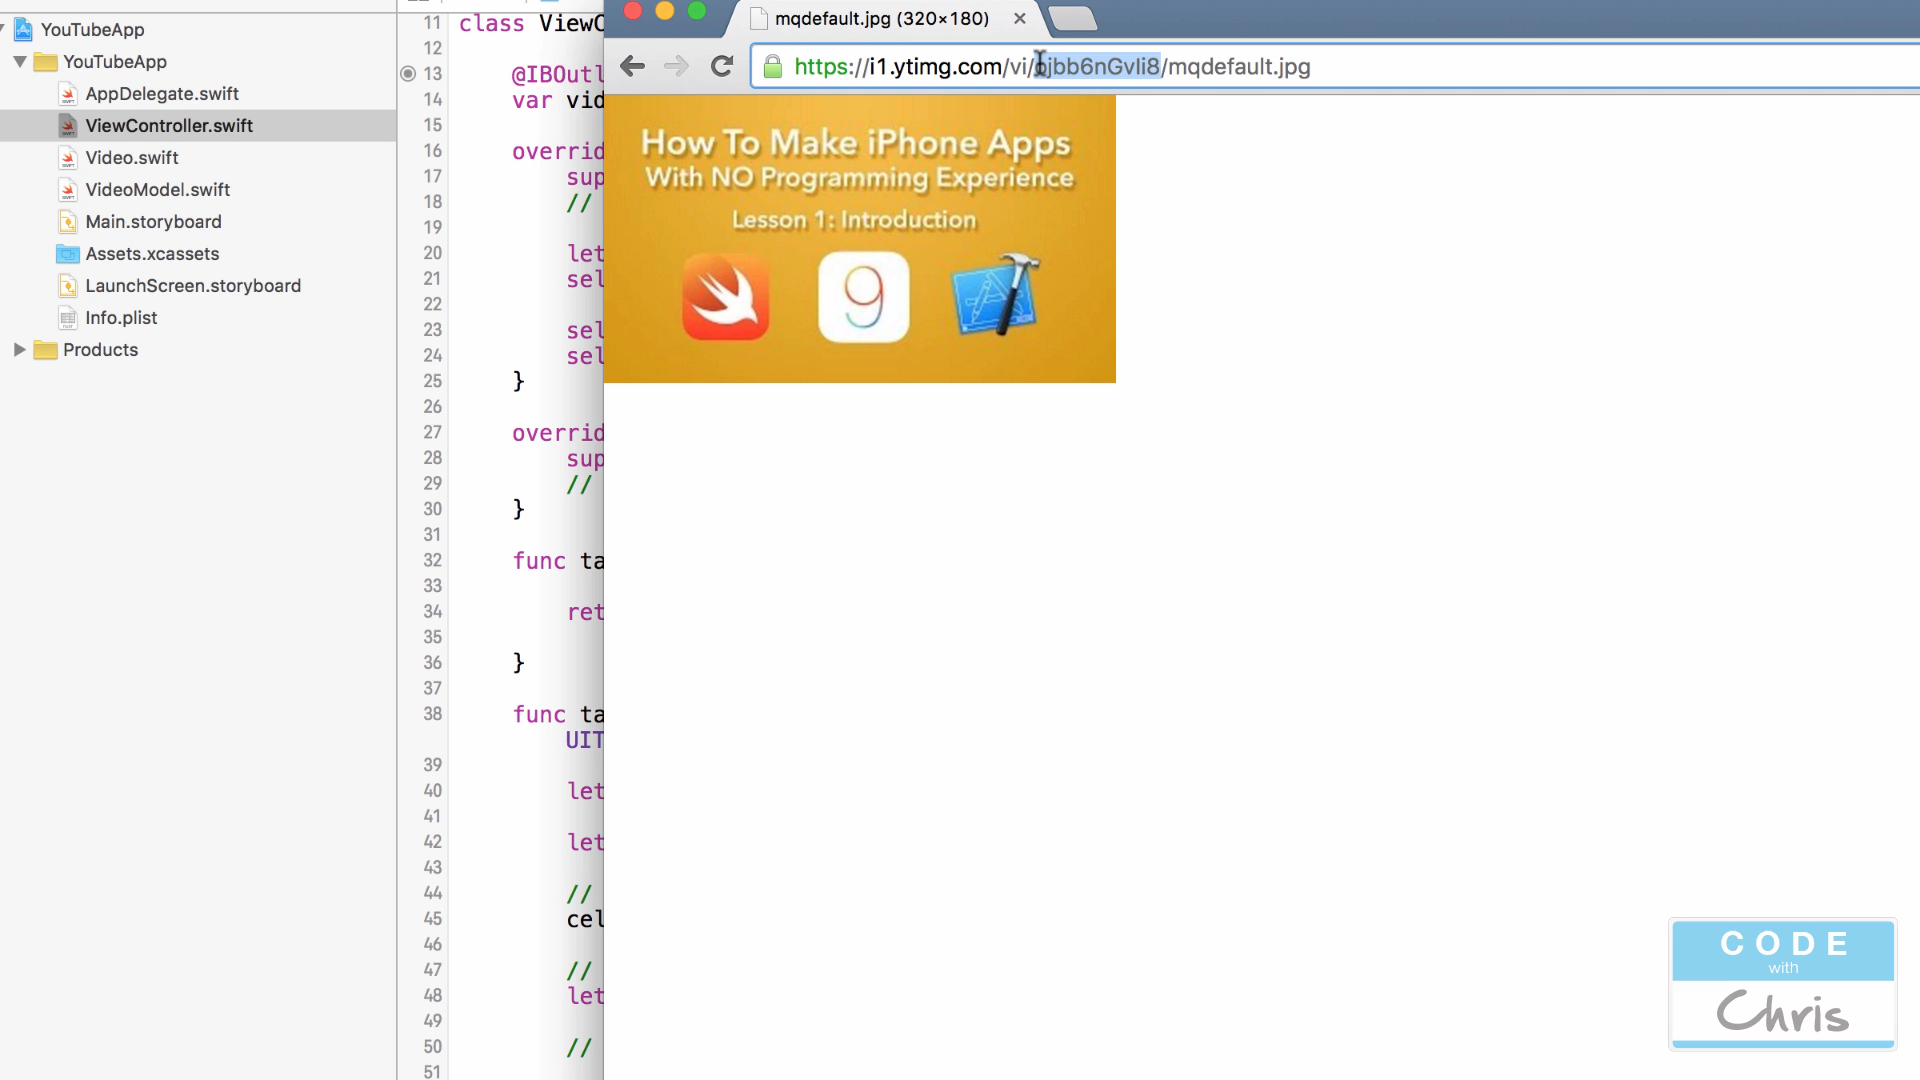 YouTubeApp
YouTubeApp
AppDelegate.swift
ViewController.swift
Video.swift
VideoModel.swift
Main.storyboard
Assets.xcassets
LaunchScreen.storyboard
Info.plist
Products
11 class ViewC
12
13 @IBOutl
14 var vid
15
16 overrid
17 sup
18 //
19
20 let
21 sel
22
23 sel
24 sel
25 }
26
27 overrid
28 sup
29 //
30 }
31
32 func ta
33
34 ret
35
36 }
37
38 func ta
UIT
39
40 let
41
42 let
43
44 //
45 cel
46
47 //
48 let
49
50 //
51
mqdefault.jpg (320×180)
https://i1.ytimg.com/vi/ojbb6nGvIi8/mqdefault.jpg
How To Make iPhone Apps
With NO Programming Experience
Lesson 1: Introduction
9
CODE
with
Chris